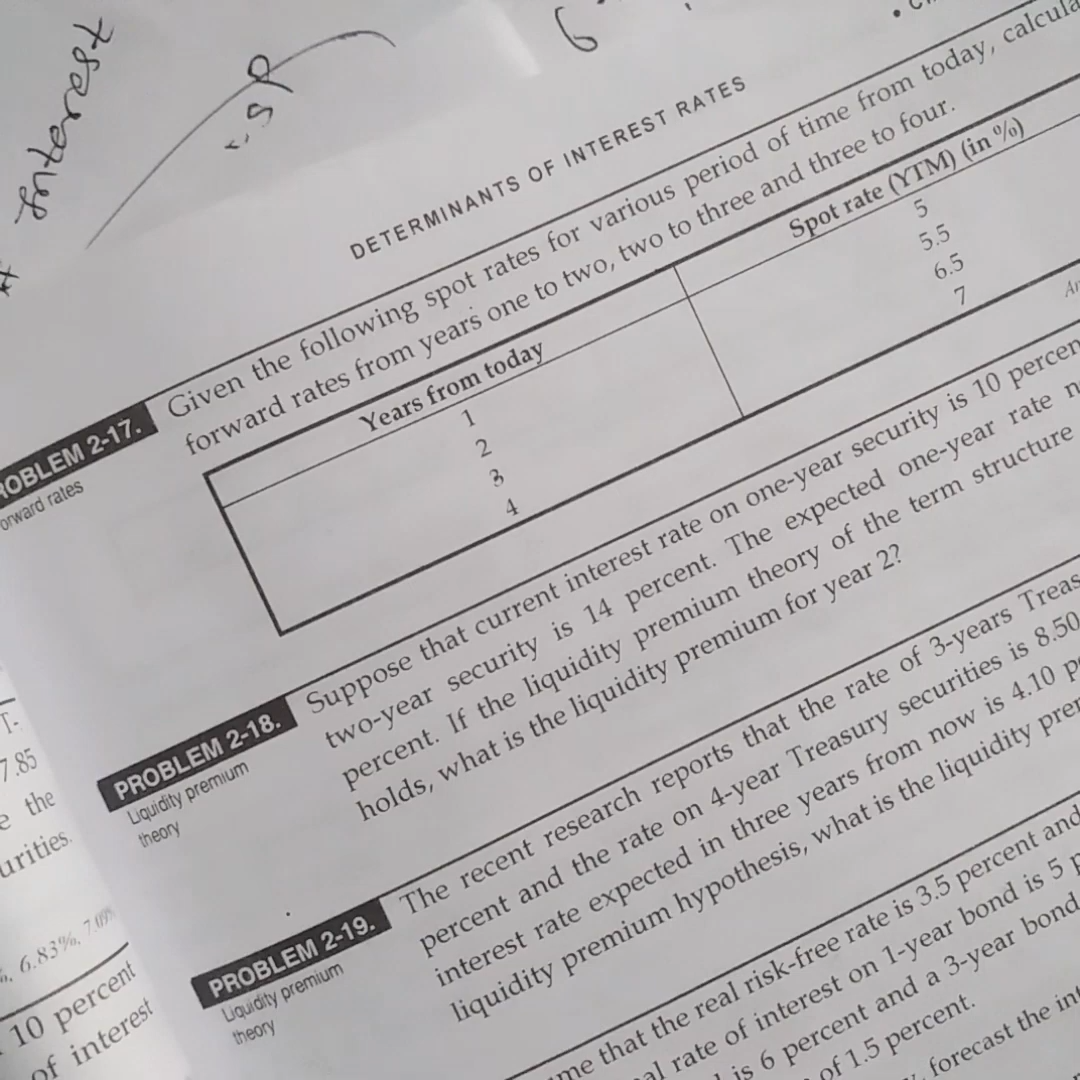 interest
6
DETERMINANTS OF INTEREST RATES
PROBLEM 2-17.
Forward rates
Given the following spot rates for various period of time from today, calcula
forward rates from years one to two, two to three and three to four.
Years from today Spot rate (YTM) (in %)
1 5
2 5.5
3 6.5
4 7
PROBLEM 2-18.
Liquidity premium
theory
Suppose that current interest rate on one-year security is 10 percen
two-year security is 14 percent. The expected one-year rate n
percent. If the liquidity premium theory of the term structure
holds, what is the liquidity premium for year 2?
PROBLEM 2-19.
Liquidity premium
theory
The recent research reports that the rate of 3-years Treas
percent and the rate on 4-year Treasury securities is 8.50
interest rate expected in three years from now is 4.10 p
liquidity premium hypothesis, what is the liquidity prem
me that the real risk-free rate is 3.5 percent and
al rate of interest on 1-year bond is 5 p
is 6 percent and a 3-year bond
of 1.5 percent.
, forecast the int
T-
7.85
e the
urities.
6.83%, 7.09%
10 percent
of interest